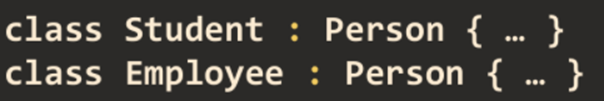 class Student : Person { … }
class Employee : Person { … }